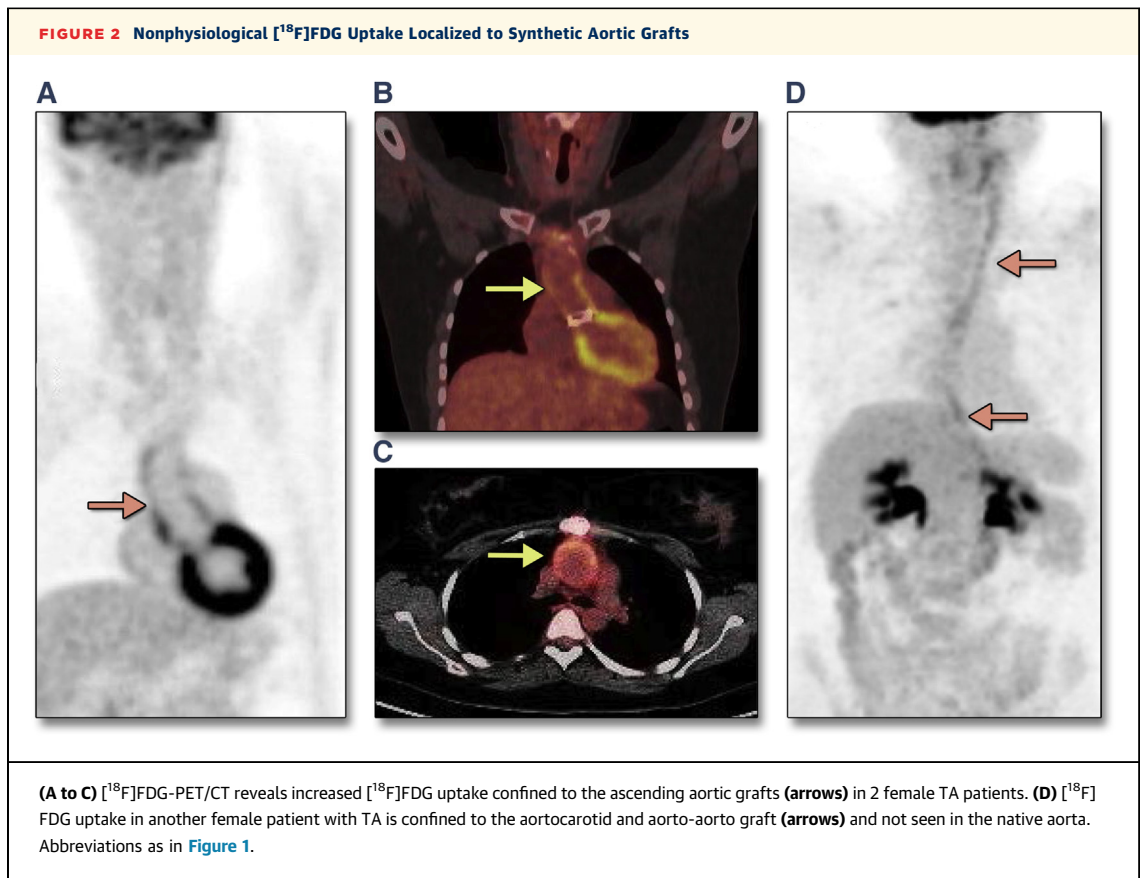 FIGURE 2 Nonphysiological [¹⁸F]FDG Uptake Localized to Synthetic Aortic Grafts
A
B
C
D
(A to C) [¹⁸F]FDG-PET/CT reveals increased [¹⁸F]FDG uptake confined to the ascending aortic grafts (arrows) in 2 female TA patients. (D) [¹⁸F]
FDG uptake in another female patient with TA is confined to the aortocarotid and aorto-aorto graft (arrows) and not seen in the native aorta.
Abbreviations as in Figure 1.